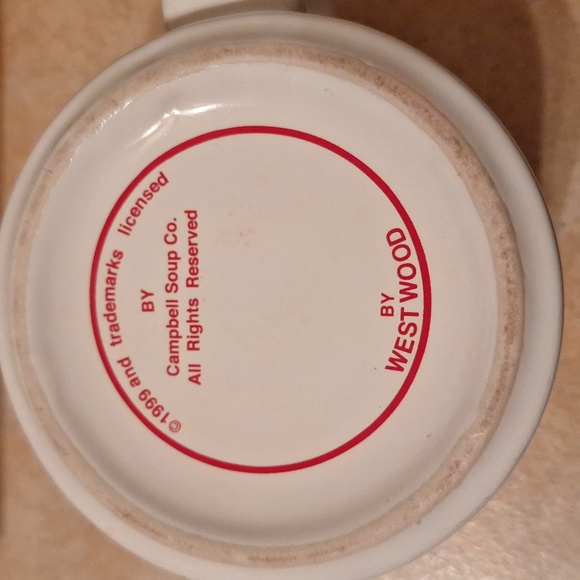 ©1999 and trademarks licensed
BY
Campbell Soup Co.
All Rights Reserved
BY
WESTWOOD